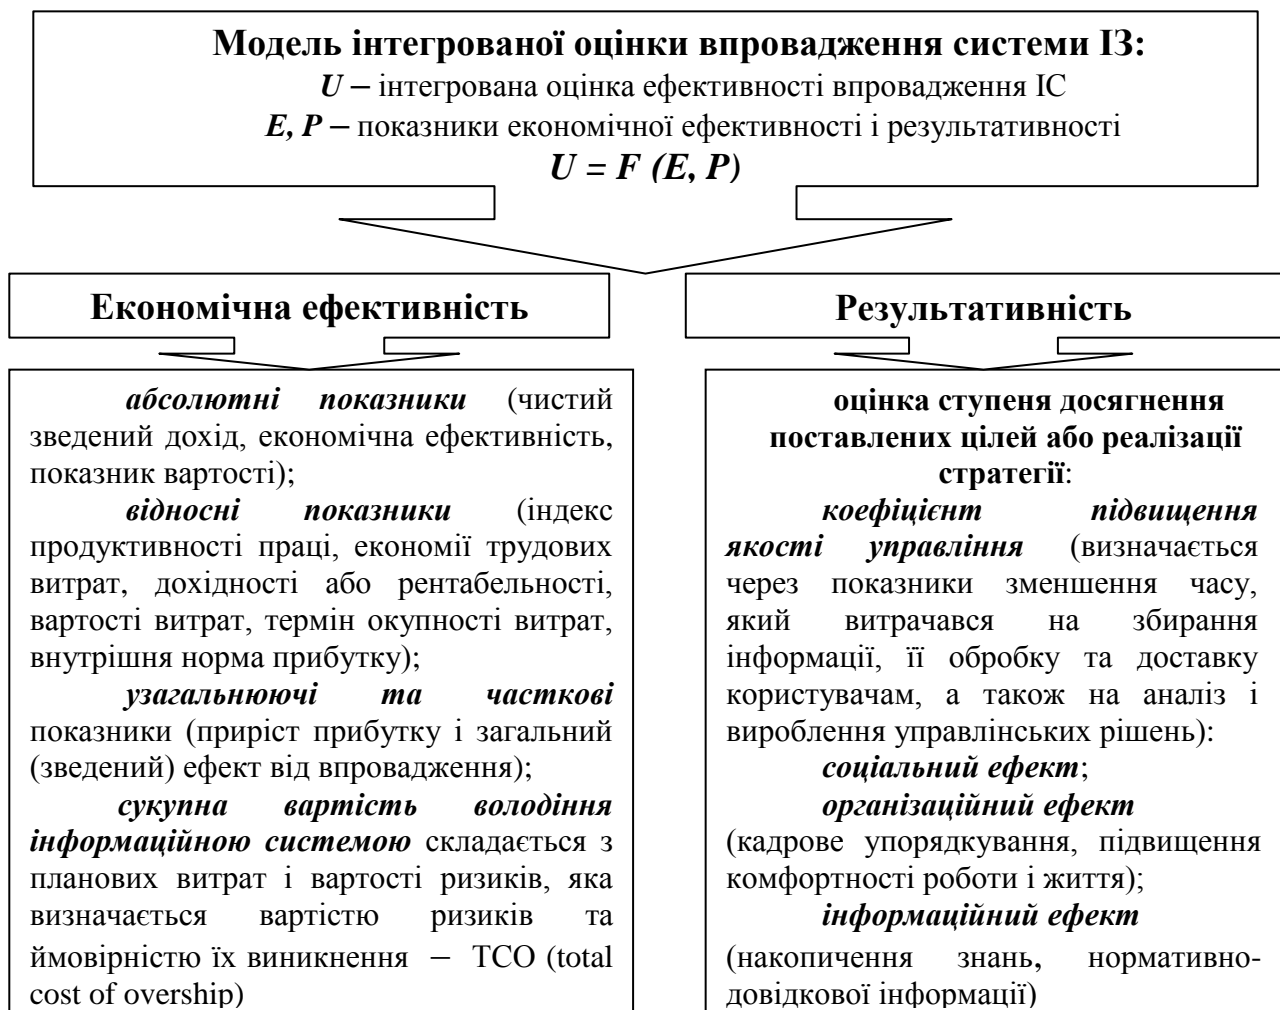 Модель інтегрованої оцінки впровадження системи ІЗ:
U – інтегрована оцінка ефективності впровадження ІС
E, P – показники економічної ефективності і результативності
U = F (E, P)
Економічна ефективність
абсолютні показники (чистий
зведений дохід, економічна ефективність,
показник вартості);
відносні показники (індекс
продуктивності праці, економії трудових
витрат, дохідності або рентабельності,
вартості витрат, термін окупності витрат,
внутрішня норма прибутку);
узагальнюючі та часткові
показники (приріст прибутку і загальний
(зведений) ефект від впровадження);
сукупна вартість володіння
інформаційною системою складається з
планових витрат і вартості ризиків, яка
визначається вартістю ризиків та
ймовірністю їх виникнення – TCO (total
cost of overship)
Результативність
оцінка ступеня досягнення
поставлених цілей або реалізації
стратегії:
коефіцієнт підвищення
якості управління (визначається
через показники зменшення часу,
який витрачався на збирання
інформації, її обробку та доставку
користувачам, а також на аналіз і
вироблення управлінських рішень):
соціальний ефект;
організаційний ефект
(кадрове упорядкування, підвищення
комфортності роботи і життя);
інформаційний ефект
(накопичення знань, нормативно-
довідкової інформації)